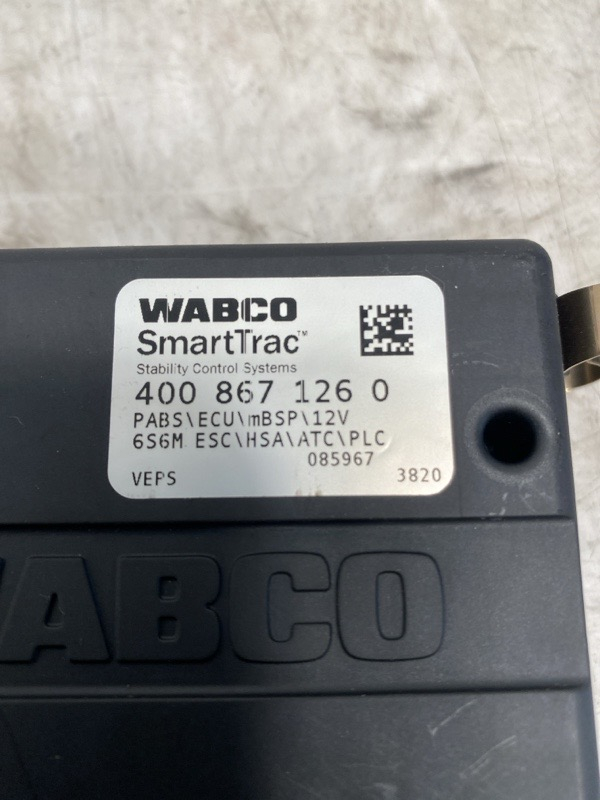 WABCO
SmartTrac™
Stability Control Systems
400 867 126 0
PABS\ECU\mBSP\12V
6S6M ESC\HSA\ATC\PLC
085967
VEPS 3820
WABCO